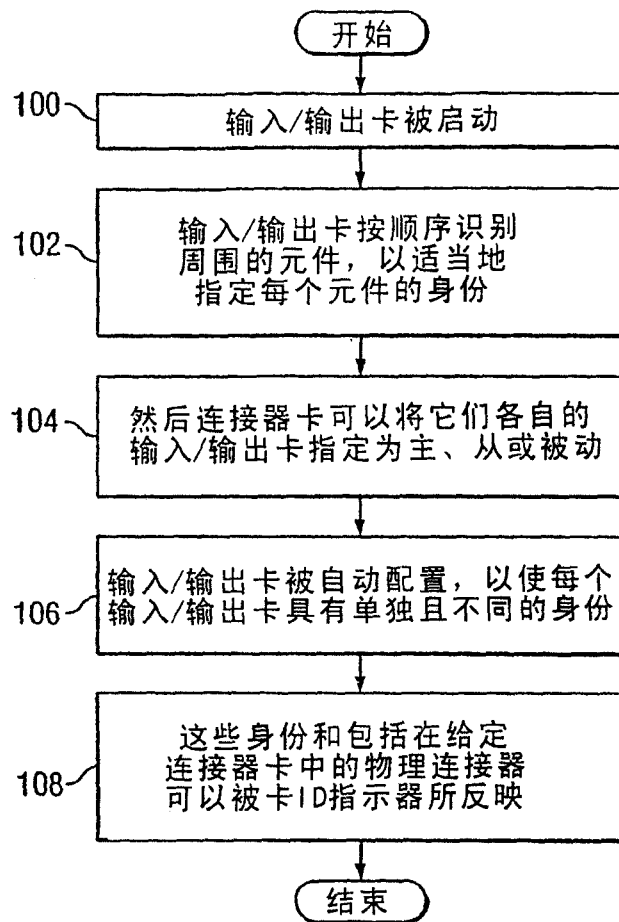 开始
100
输入/输出卡被启动
102
输入/输出卡按顺序识别
周围的元件，以适当地
指定每个元件的身份
104
然后连接器卡可以将它们各自的
输入/输出卡指定为主、从或被动
106
输入/输出卡被自动配置，以使每个
输入/输出卡具有单独且不同的身份
108
这些身份和包括在给定
连接器卡中的物理连接器
可以被卡ID指示器所反映
结束